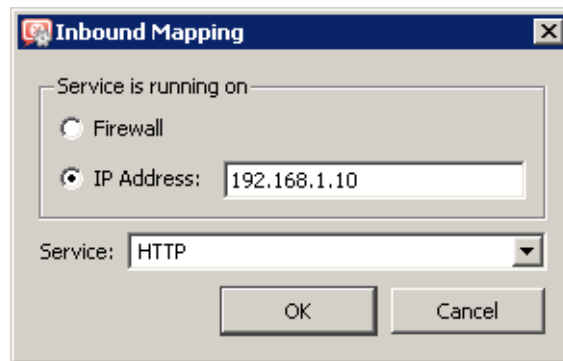 Inbound Mapping
Service is running on
Firewall
IP Address: 192.168.1.10
Service: HTTP
OK Cancel